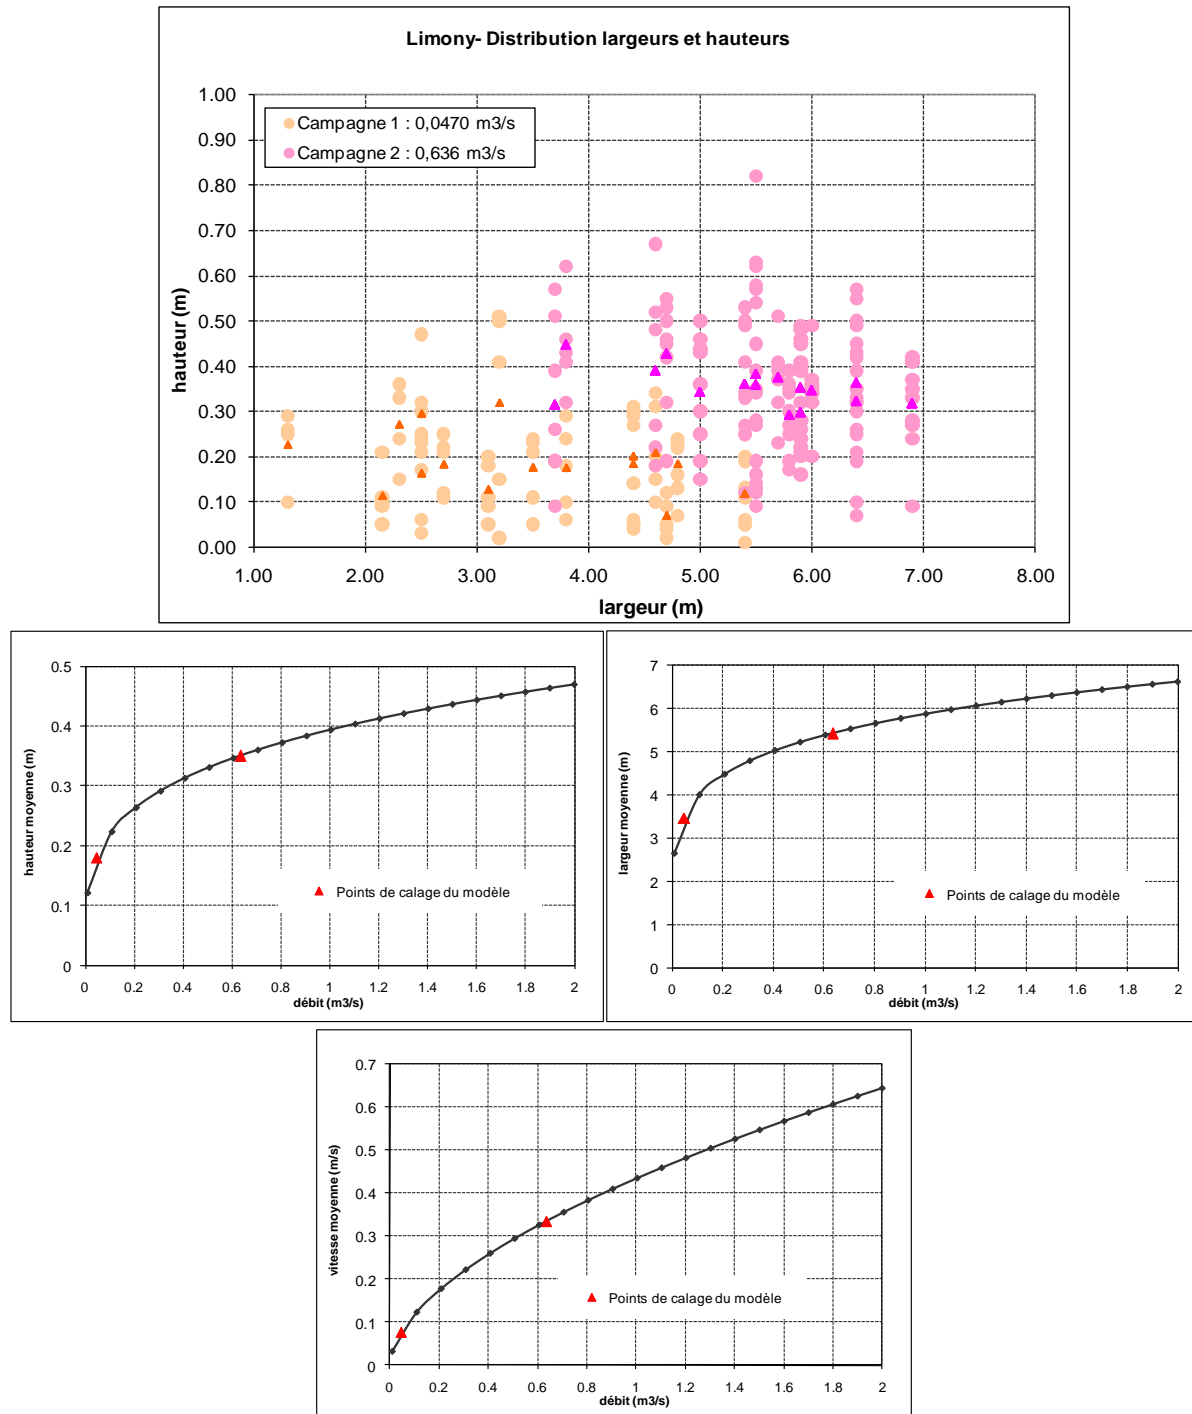 Limony- Distribution largeurs et hauteurs
1.00
0.90
0.80
0.70
0.60
0.50
0.40
0.30
0.20
0.10
0.00
hauteur (m)
Campagne 1 : 0,0470 m3/s
Campagne 2 : 0,636 m3/s
1.00 2.00 3.00 4.00 5.00 6.00 7.00 8.00
largeur (m)
0.5
0.4
0.3
0.2
0.1
0
hauteur moyenne (m)
Points de calage du modèle
0 0.2 0.4 0.6 0.8 1 1.2 1.4 1.6 1.8 2
débit (m3/s)
7
6
5
4
3
2
1
0
largeur moyenne (m)
Points de calage du modèle
0 0.2 0.4 0.6 0.8 1 1.2 1.4 1.6 1.8 2
débit (m3/s)
0.7
0.6
0.5
0.4
0.3
0.2
0.1
0
vitesse moyenne (m/s)
Points de calage du modèle
0 0.2 0.4 0.6 0.8 1 1.2 1.4 1.6 1.8 2
débit (m3/s)